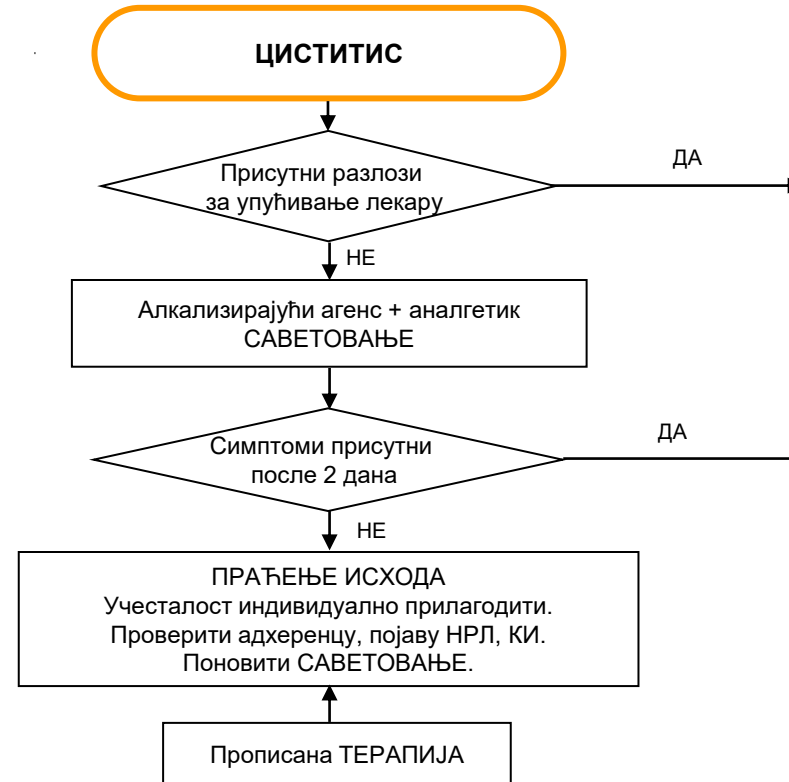 ЦИСТИТИС
Присутни разлози
за упућивање лекару
ДА
НЕ
Алкализирајући агенс + аналгетик
САВЕТОВАЊЕ
Симптоми присутни
после 2 дана
ДА
НЕ
ПРАЋЕЊЕ ИСХОДА
Учесталост индивидуално прилагодити.
Проверити адхеренцу, појаву НРЛ, КИ.
Поновити САВЕТОВАЊЕ.
Прописана ТЕРАПИЈА